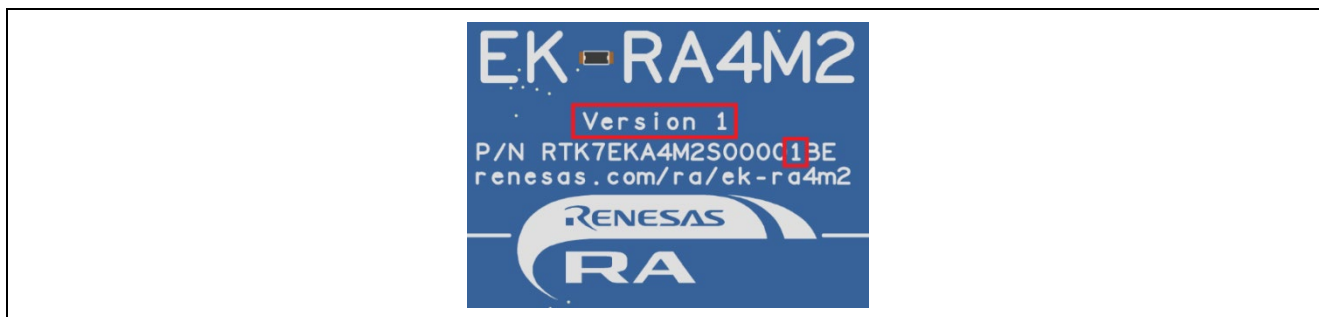 EK-RA4M2
Version 1
P/N RTK7EKA4M2S00001BE
renesas.com/ra/ek-ra4m2
RENESAS
RA